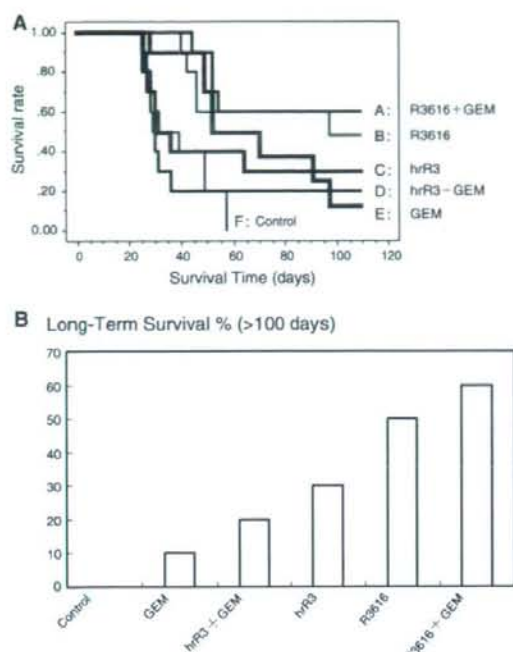 A
1.00
.80
.60
.40
.20
0.00
Survival rate
0 20 40 60 80 100 120
Survival Time (days)
A: R3616+GEM
B: R3616
C: hrR3
D: hrR3-GEM
E: GEM
F: Control
B Long-Term Survival % (>100 days)
70
60
50
40
30
20
10
0
Control
GEM
hrR3 + GEM
hrR3
R3616
3616 + GEM